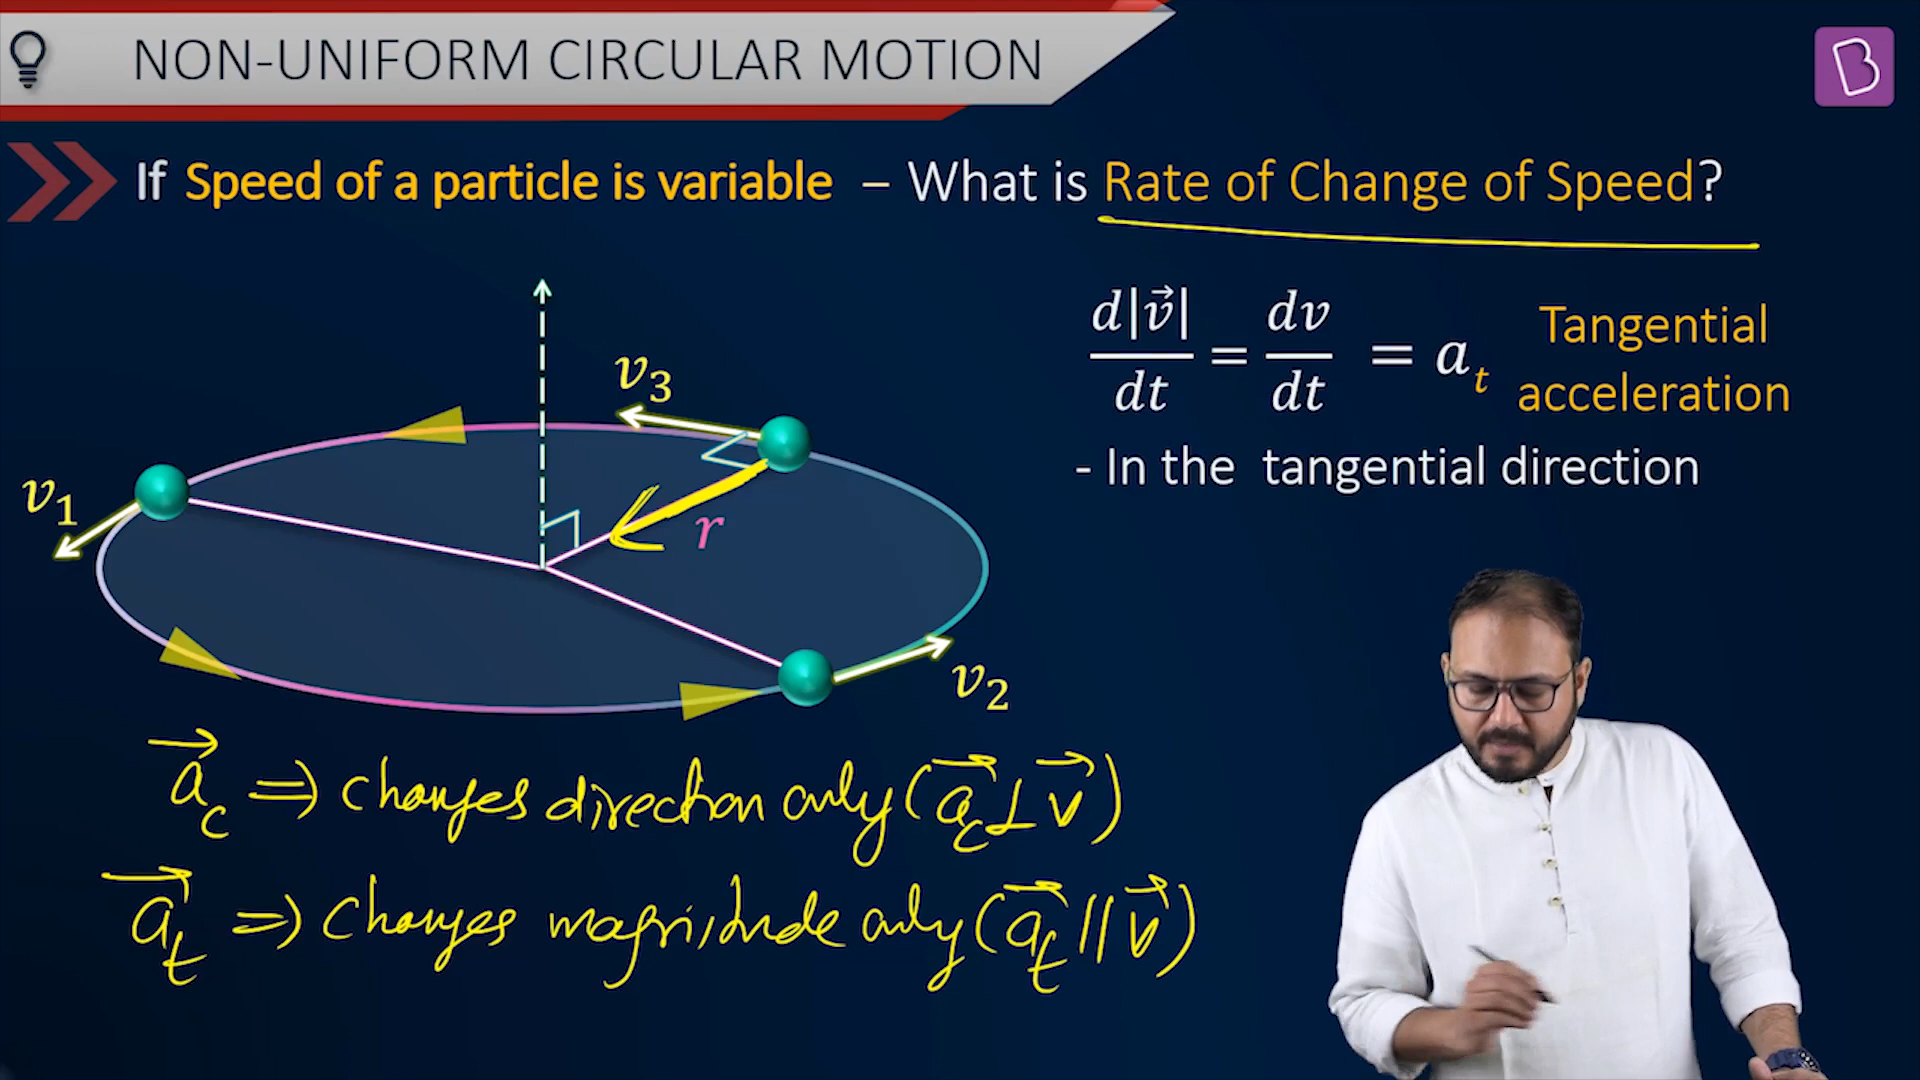 NON-UNIFORM CIRCULAR MOTION
B
If Speed of a particle is variable – What is Rate of Change of Speed?
d|v⃗|/dt = dv/dt = aₜ Tangential acceleration
- In the tangential direction
v₃
v₁
r
v₂
a⃗c ⇒ changes direction only (a⃗c ⊥ v⃗)
a⃗t ⇒ changes magnitude only (a⃗t || v⃗)